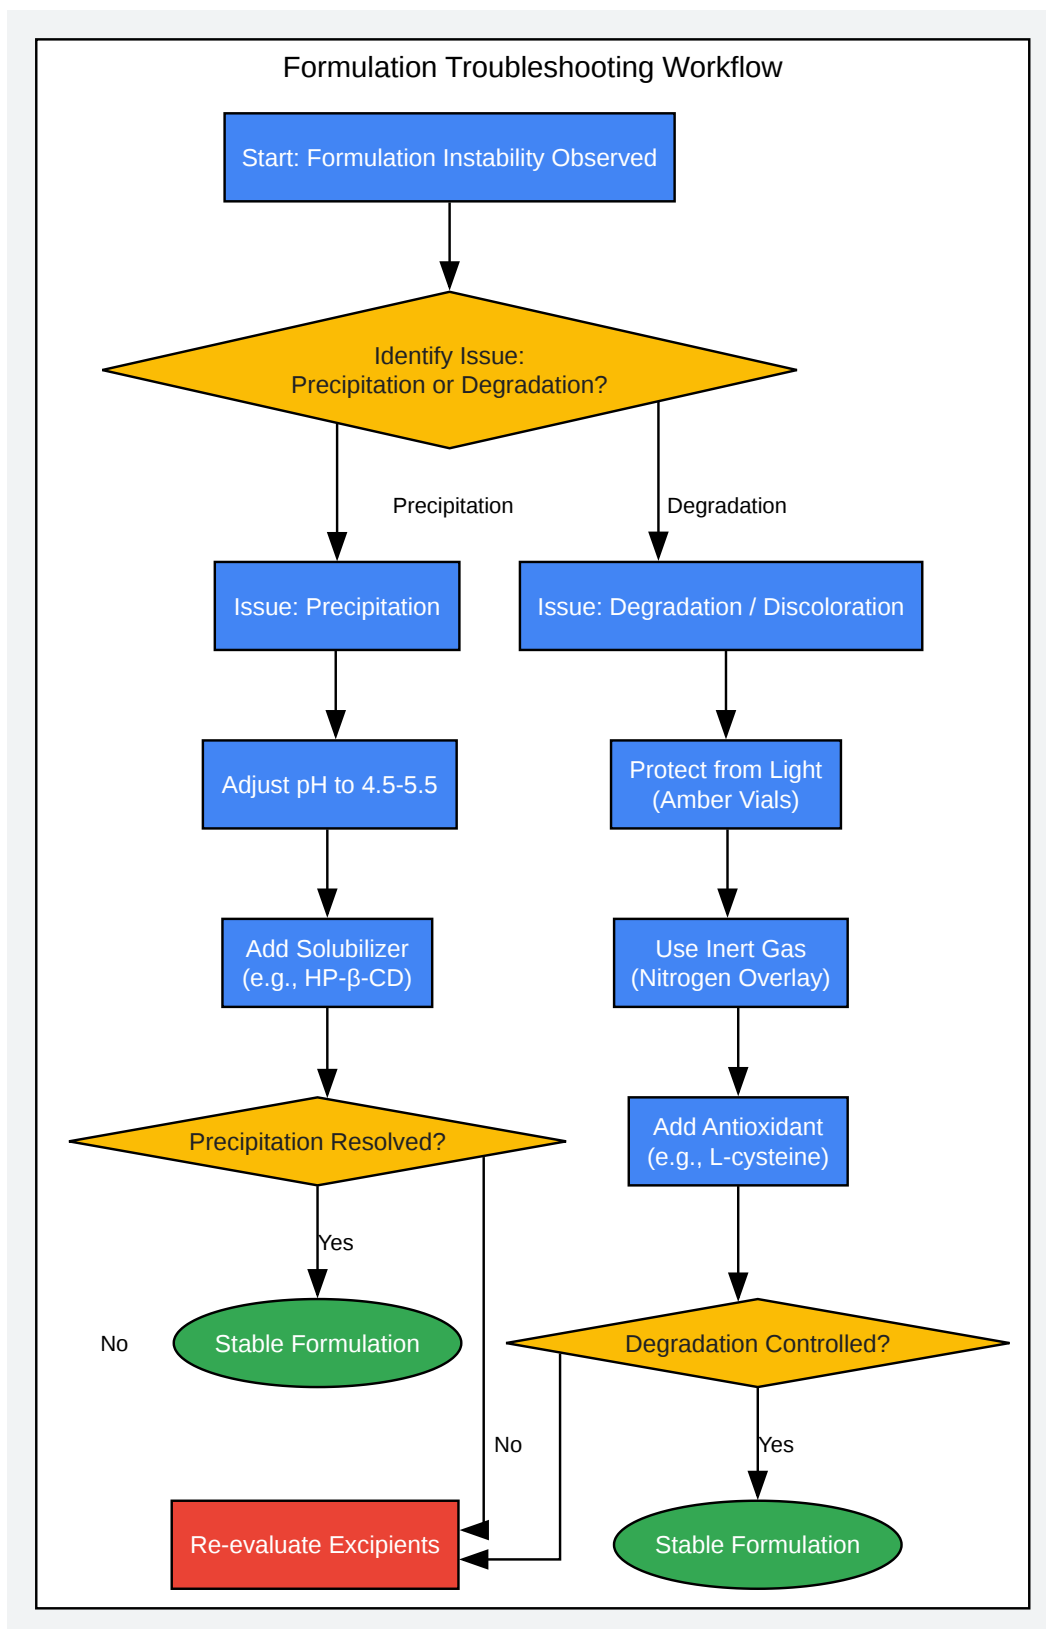 Formulation Troubleshooting Workflow
Start: Formulation Instability Observed
Identify Issue:
Precipitation or Degradation?
Precipitation
Degradation
Issue: Precipitation
Issue: Degradation / Discoloration
Adjust pH to 4.5-5.5
Protect from Light
(Amber Vials)
Add Solubilizer
(e.g., HP-β-CD)
Use Inert Gas
(Nitrogen Overlay)
Precipitation Resolved?
Add Antioxidant
(e.g., L-cysteine)
Yes
No
Stable Formulation
Degradation Controlled?
No
Yes
Re-evaluate Excipients
Stable Formulation